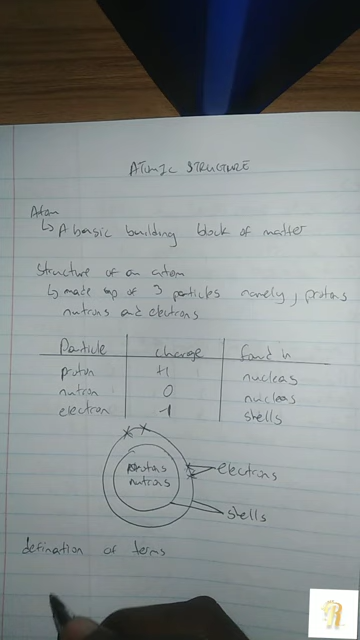 ATOMIC STRUCTURE
Atom
↳ A basic building block of matter
Structure of an atom
↳ made up of 3 particles namely, protons
nutrons and electrons
Particle charge found in
proton +1 nucleas
nutron 0 nucleas
electron -1 shells
protons
nutrons
electrons
shells
defination of terms